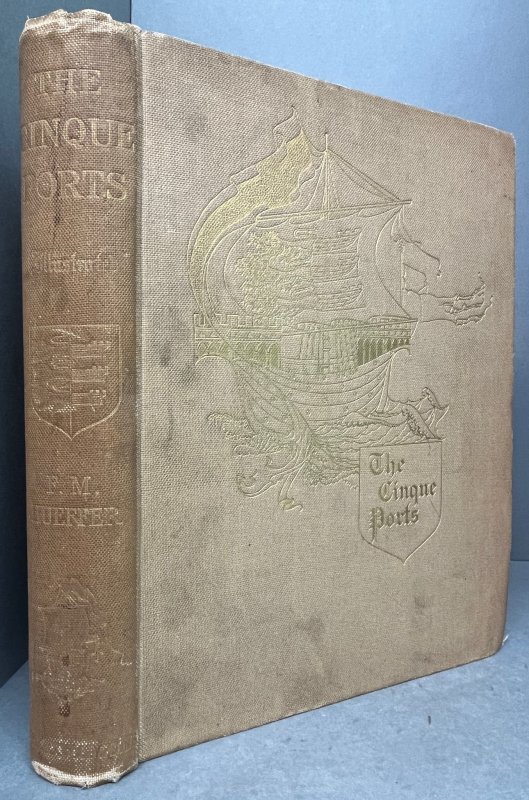 THE
CINQUE
PORTS
Illustrated
F.M.
HUEFFER
The
Cinque
Ports